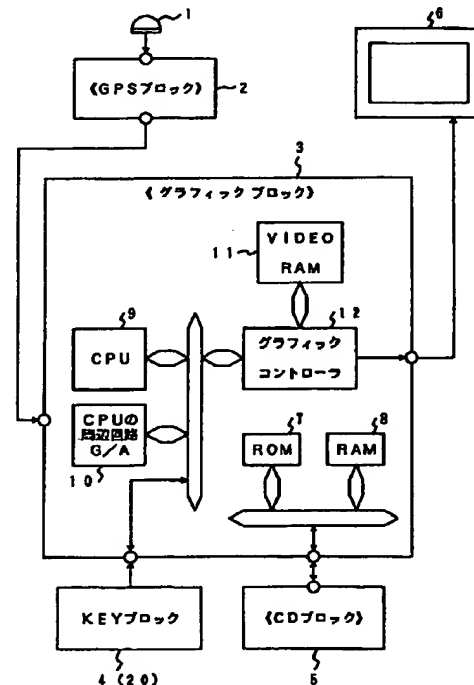 1
6
《GPSブロック》
2
3
《グラフィック ブロック》
VIDEO
RAM
11
12
9
CPU
グラフィック
コントローラ
CPUの
周辺回路
G/A
10
7
8
ROM
RAM
KEYブロック
《CDブロック》
4(20)
5